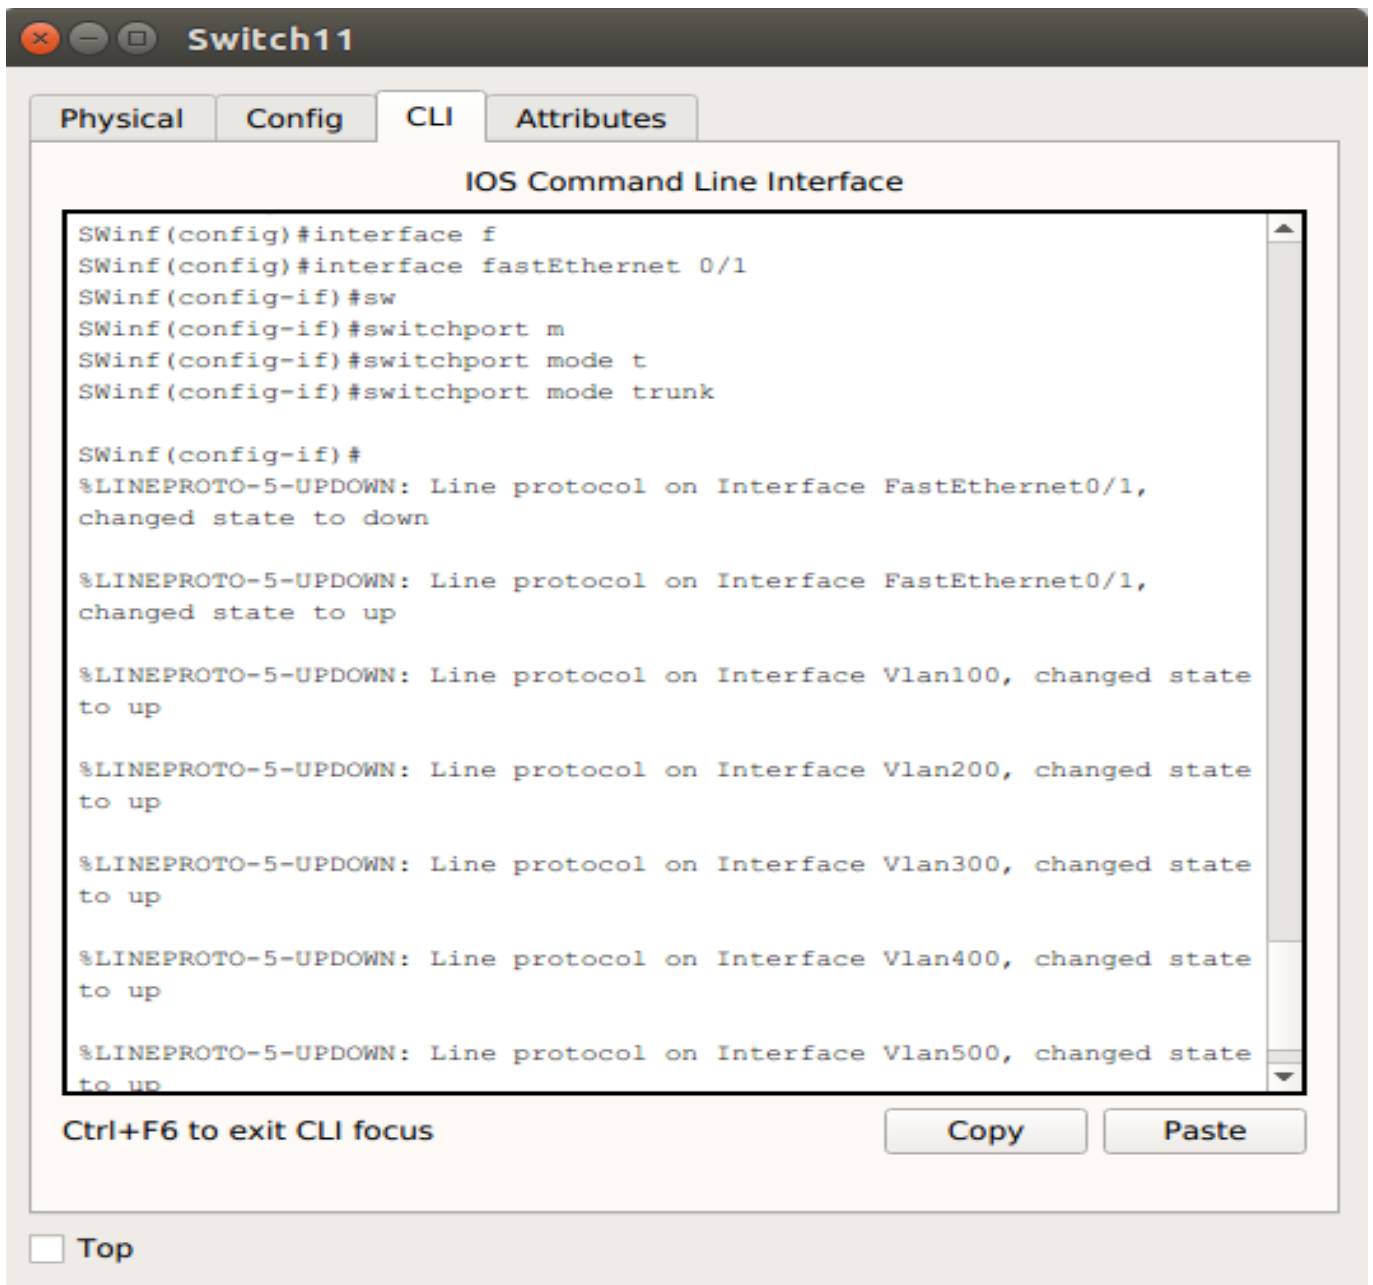 Switch11
Physical Config CLI Attributes
IOS Command Line Interface
SWinf(config)#interface f
SWinf(config)#interface fastEthernet 0/1
SWinf(config-if)#sw
SWinf(config-if)#switchport m
SWinf(config-if)#switchport mode t
SWinf(config-if)#switchport mode trunk
SWinf(config-if)#
%LINEPROTO-5-UPDOWN: Line protocol on Interface FastEthernet0/1,
changed state to down
%LINEPROTO-5-UPDOWN: Line protocol on Interface FastEthernet0/1,
changed state to up
%LINEPROTO-5-UPDOWN: Line protocol on Interface Vlan100, changed state
to up
%LINEPROTO-5-UPDOWN: Line protocol on Interface Vlan200, changed state
to up
%LINEPROTO-5-UPDOWN: Line protocol on Interface Vlan300, changed state
to up
%LINEPROTO-5-UPDOWN: Line protocol on Interface Vlan400, changed state
to up
%LINEPROTO-5-UPDOWN: Line protocol on Interface Vlan500, changed state
to up
Ctrl+F6 to exit CLI focus Copy Paste
Top